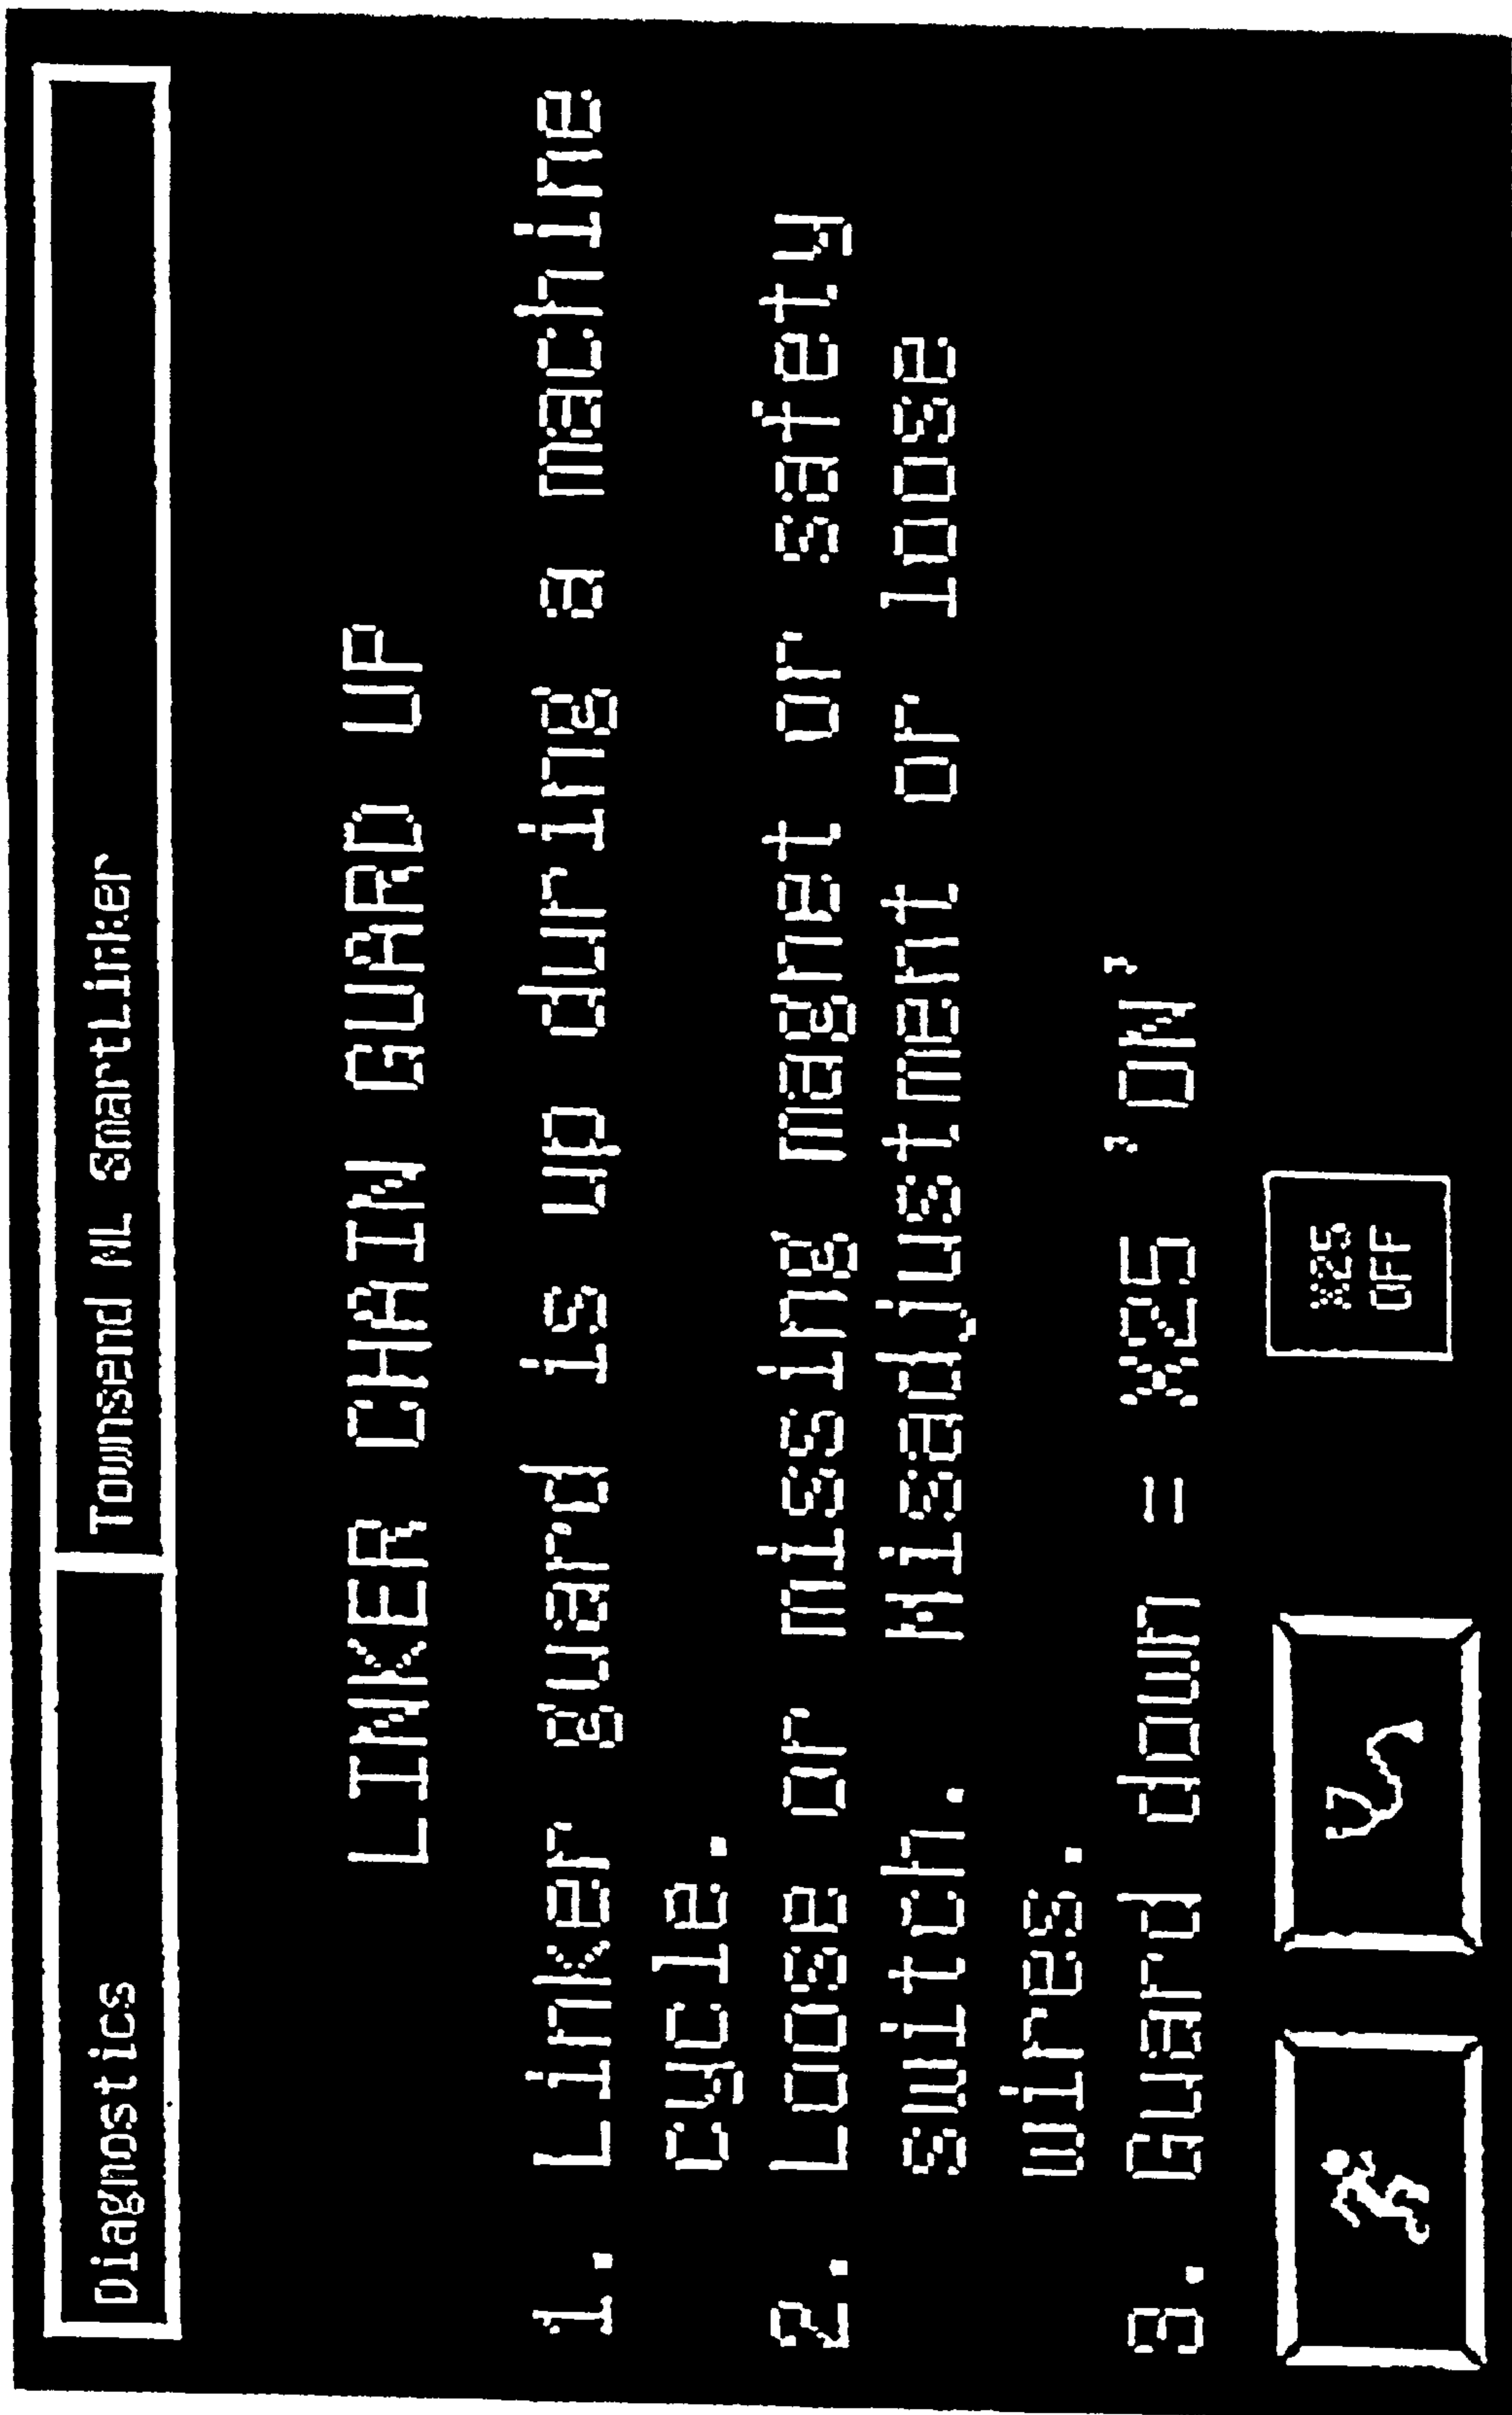 Diagnostics
Townsend NL SmartLinker
LINKER CHAIN GUARD UP
1. Linker guard is up during a machine
cycle.
2. Loose or missing magnet or safety
switch. Misadjustment or loose
wires.
3. Guard down = X25 'ON'
X25
OFF